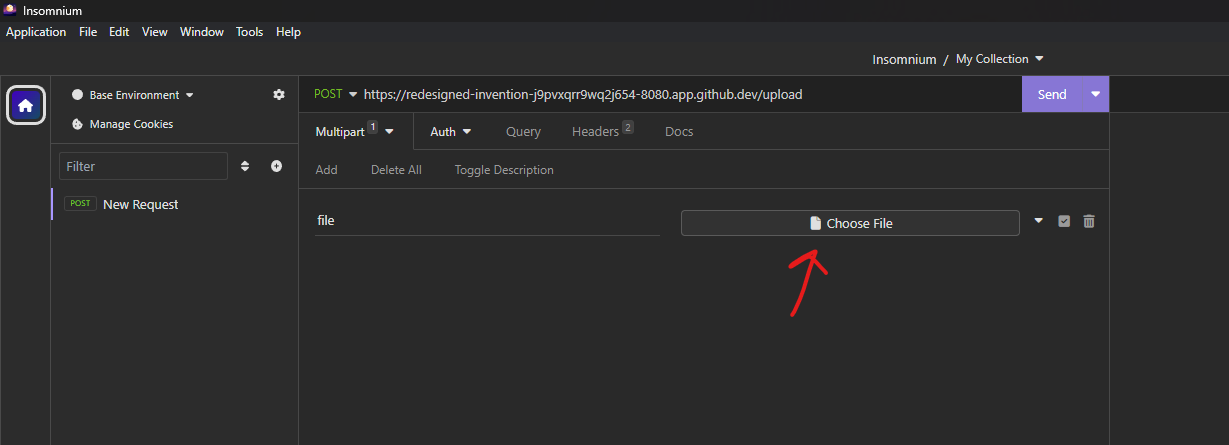 Insomnium
Application File Edit View Window Tools Help
Insomnium / My Collection
Base Environment
POST https://redesigned-invention-j9pvxqrr9wq2j654-8080.app.github.dev/upload Send
Manage Cookies
Multipart 1 Auth Query Headers 2 Docs
Filter
Add Delete All Toggle Description
POST New Request
file Choose File